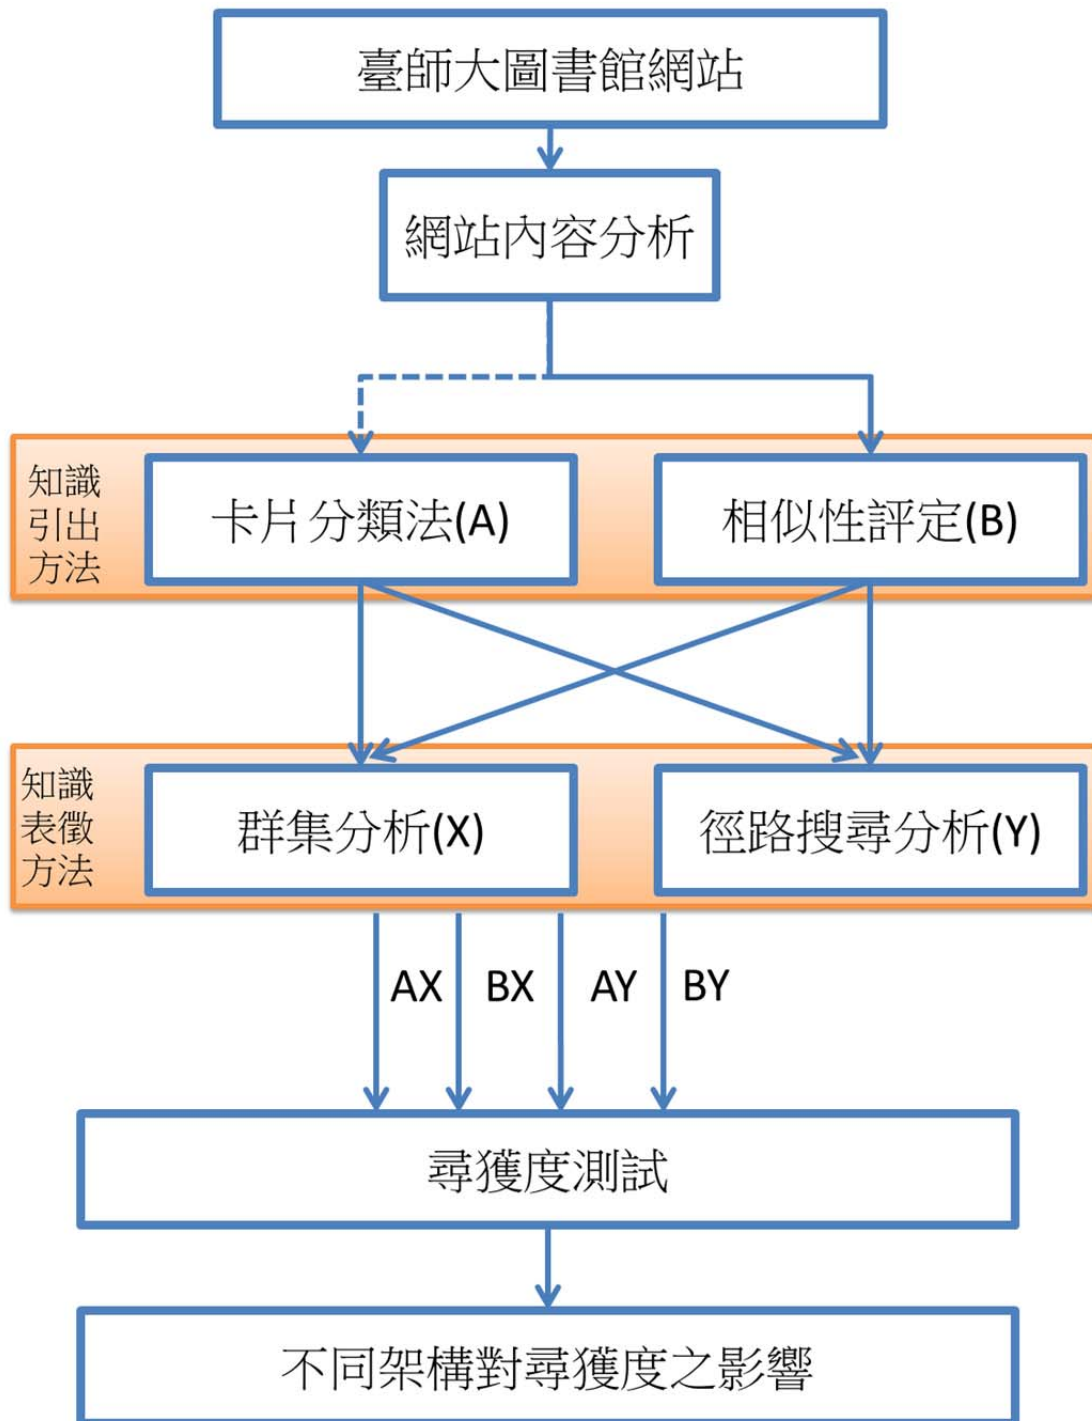 臺師大圖書館網站
網站內容分析
知識
引出
方法
卡片分類法(A)
相似性評定(B)
知識
表徵
方法
群集分析(X)
徑路搜尋分析(Y)
AX
BX
AY
BY
尋獲度測試
不同架構對尋獲度之影響